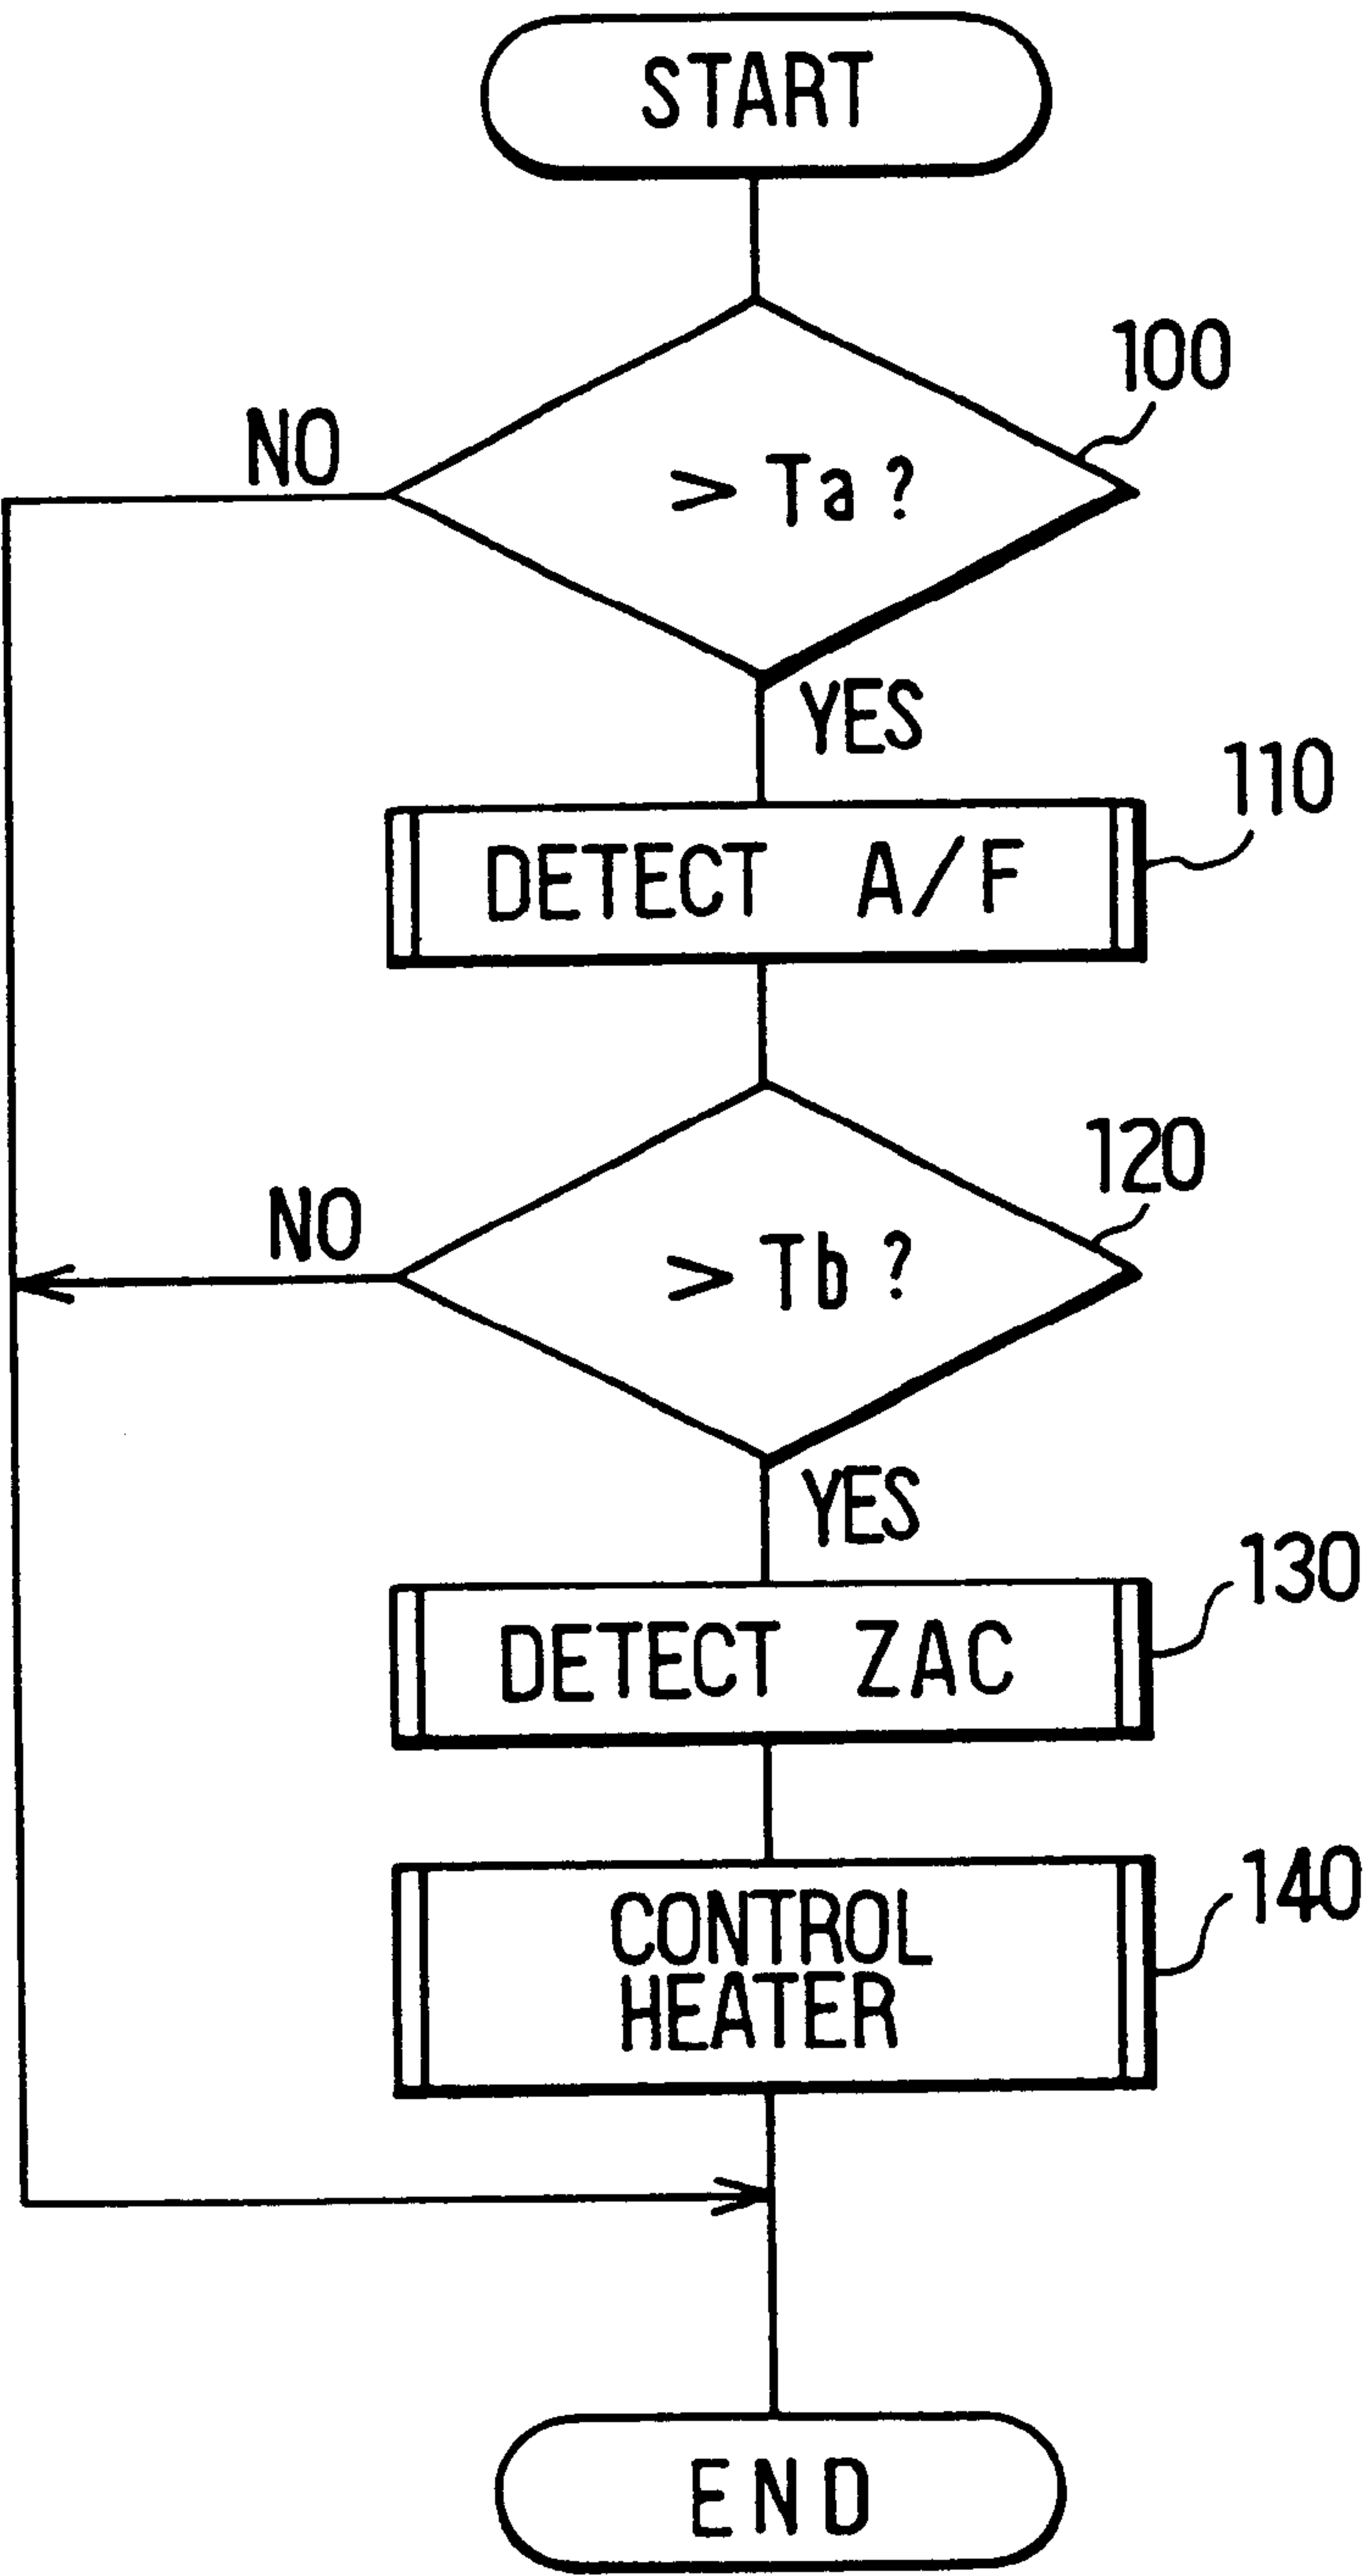 START
100
NO
> Ta ?
YES
110
DETECT A/F
120
NO
> Tb ?
YES
130
DETECT ZAC
140
CONTROL
HEATER
END